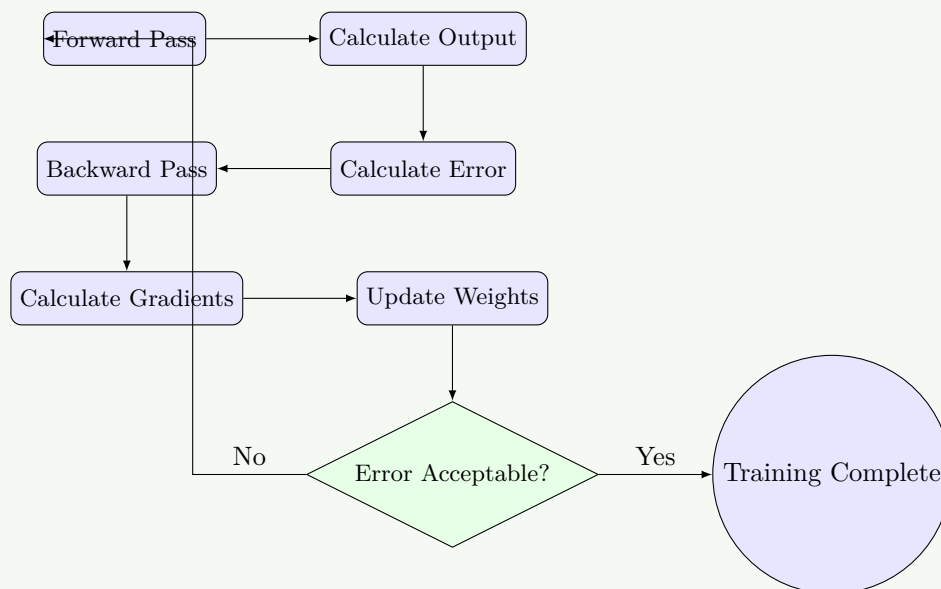 Forward Pass
Calculate Output
Backward Pass
Calculate Error
Calculate Gradients
Update Weights
No
Error Acceptable?
Yes
Training Complete